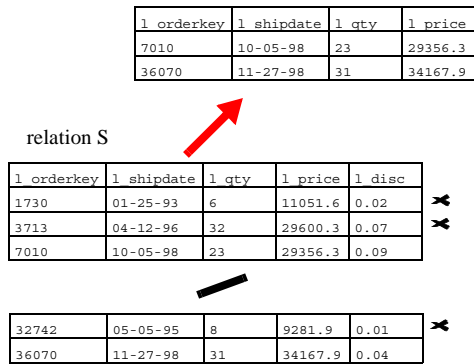 l_orderkey l_shipdate l_qty l_price
7010 10-05-98 23 29356.3
36070 11-27-98 31 34167.9
relation S
l_orderkey l_shipdate l_qty l_price l_disc
1730 01-25-93 6 11051.6 0.02
3713 04-12-96 32 29600.3 0.07
7010 10-05-98 23 29356.3 0.09
32742 05-05-95 8 9281.9 0.01
36070 11-27-98 31 34167.9 0.04